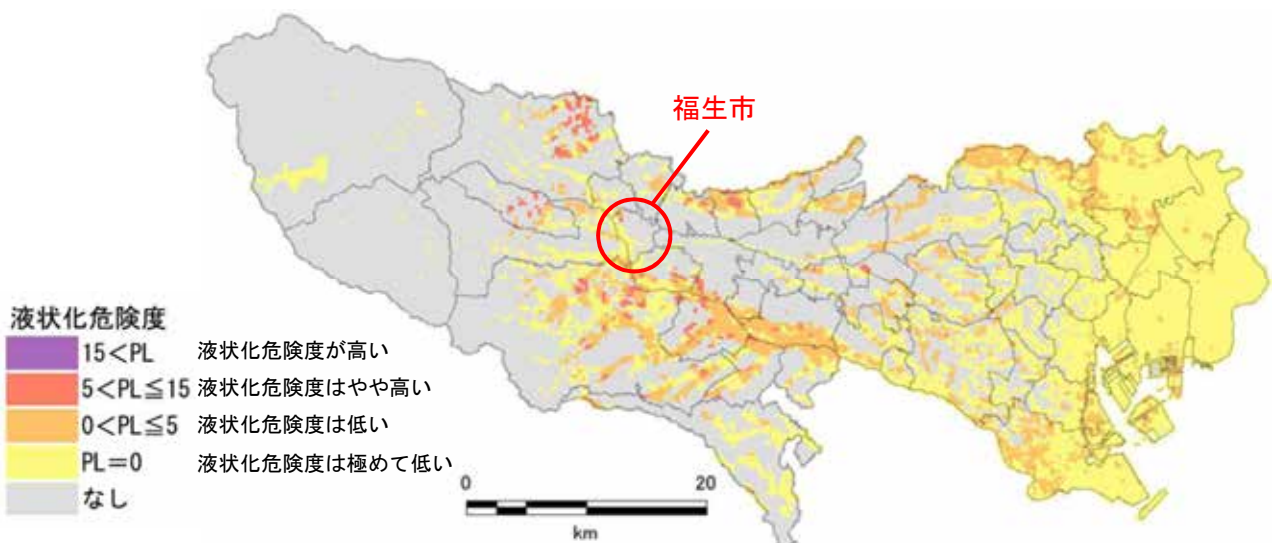 福生市
液状化危険度
15<PL 液状化危険度が高い
5<PL≦15 液状化危険度はやや高い
0<PL≦5 液状化危険度は低い
PL=0 液状化危険度は極めて低い
なし
0 20
km